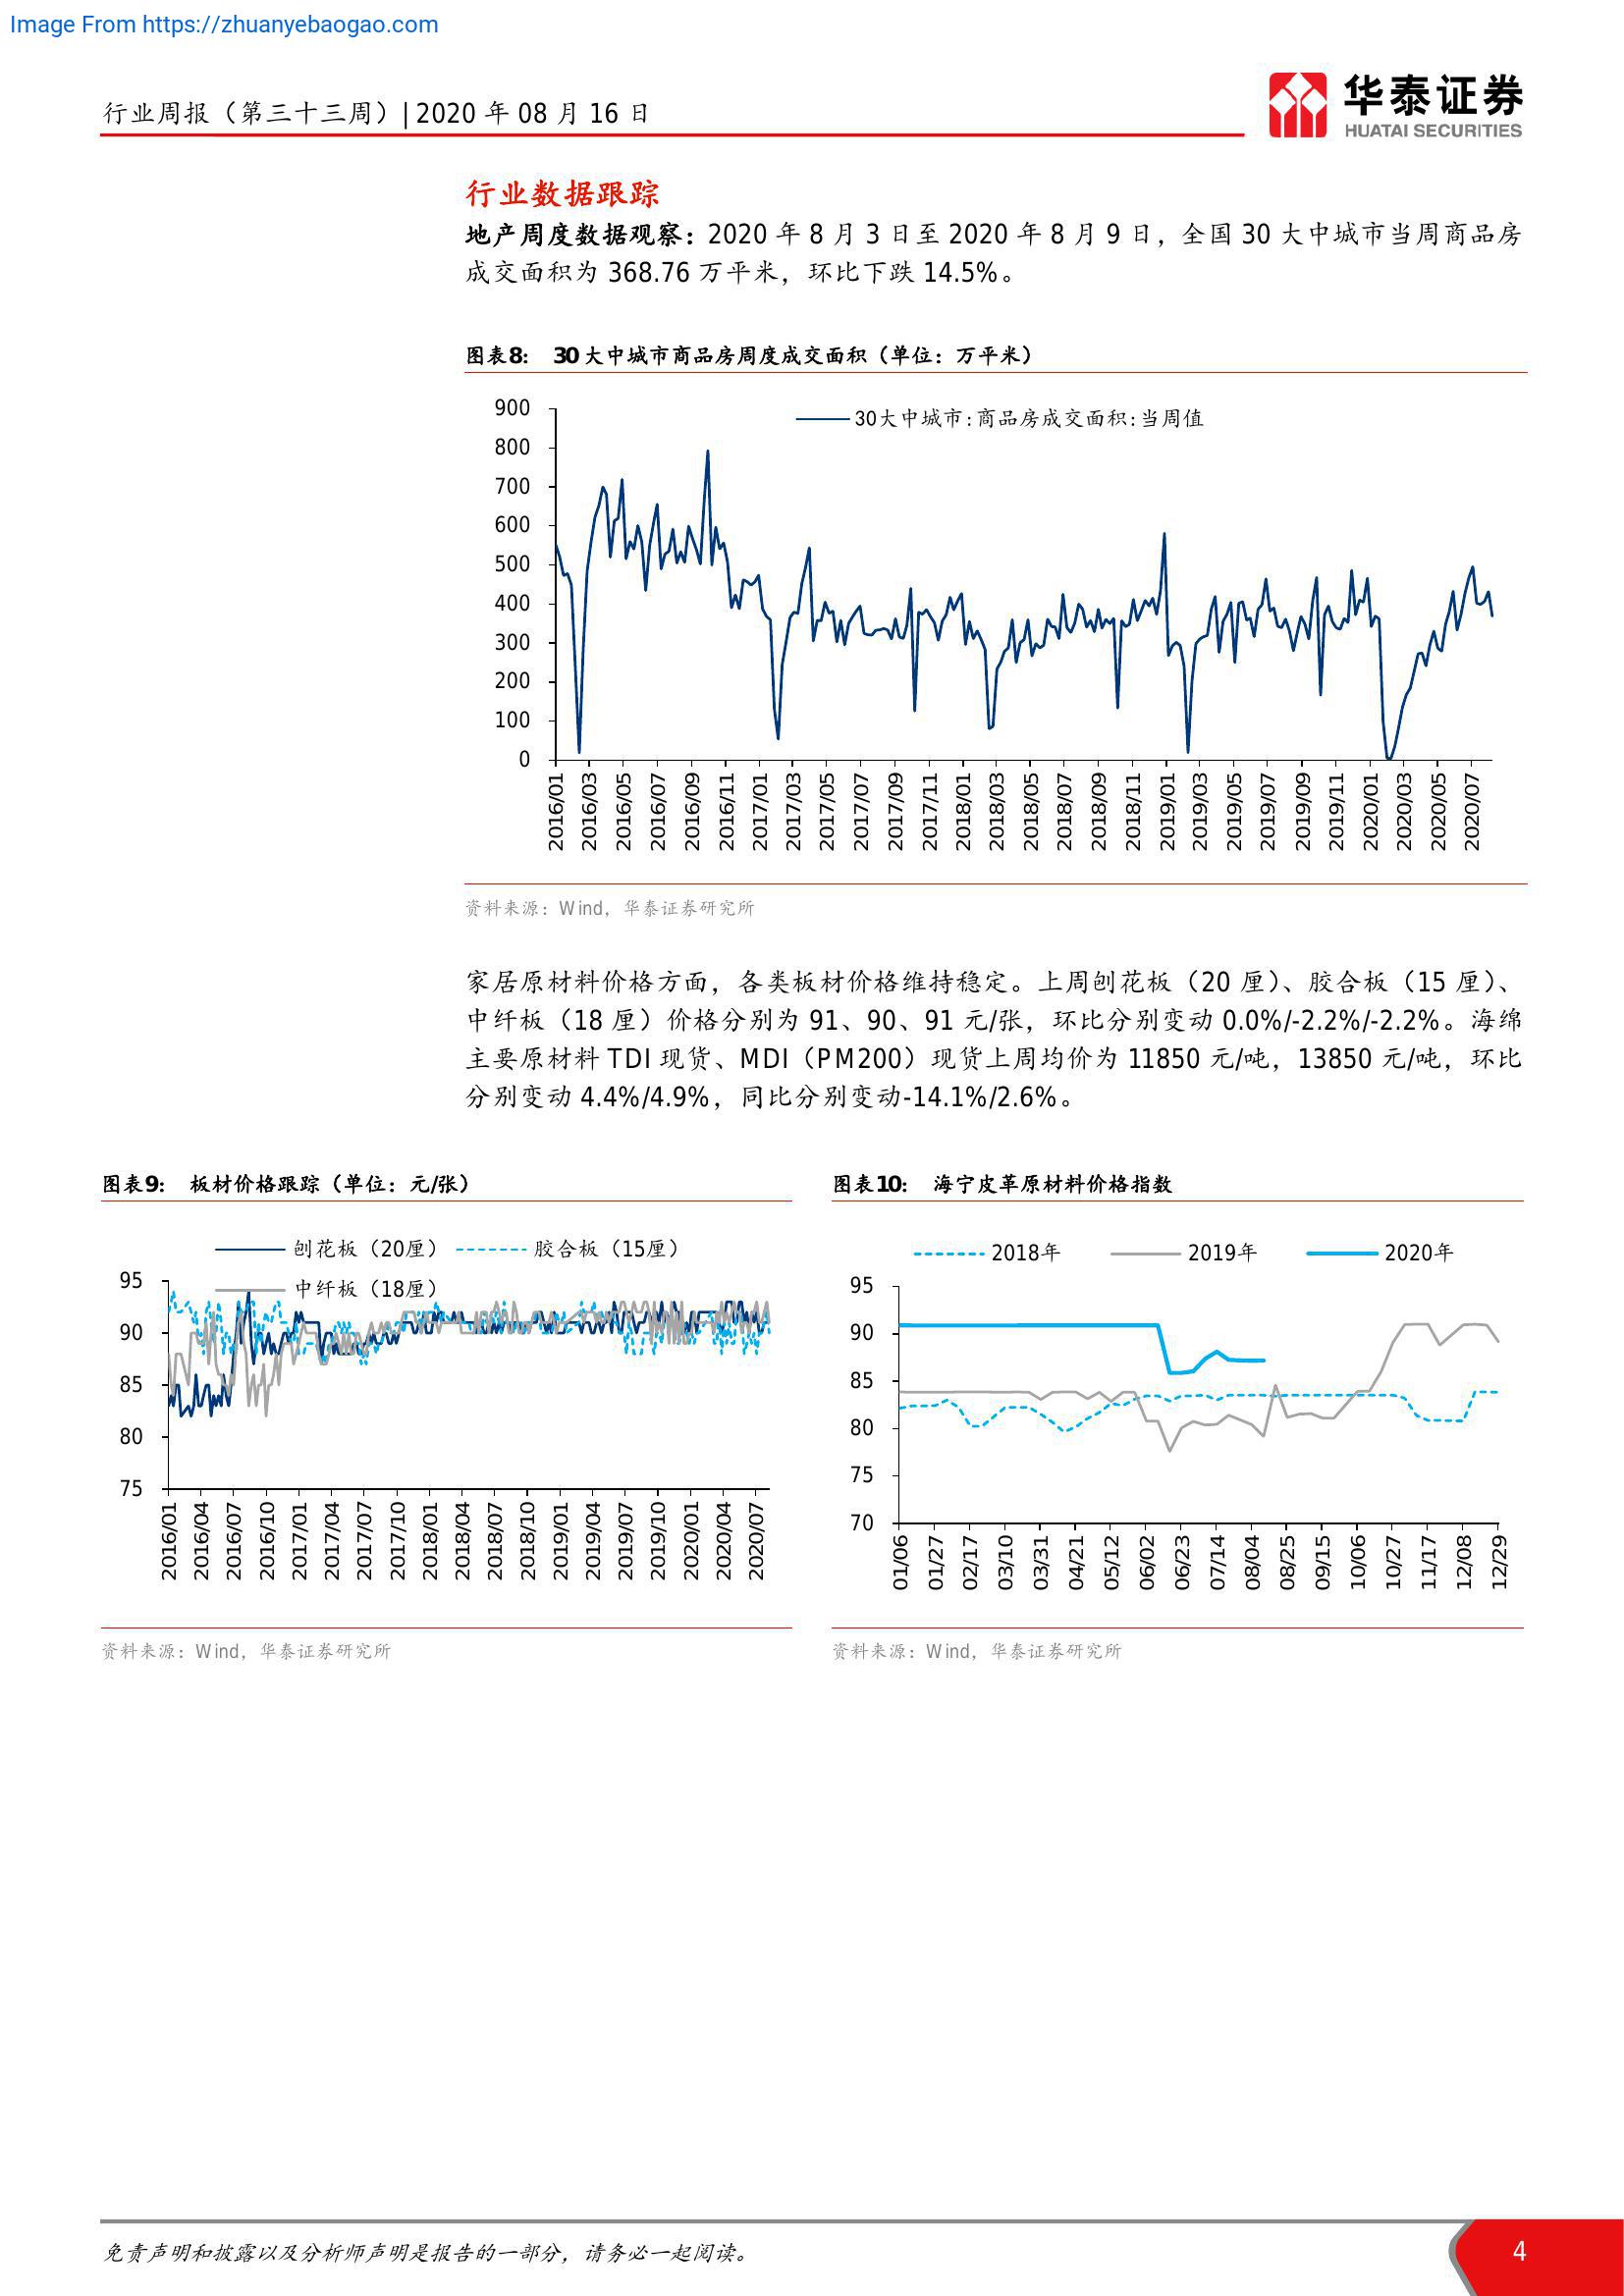 Image From https://zhuanyebaogao.com
行业周报（第三十三周）| 2020 年 08 月 16 日
华泰证券
HUATAI SECURITIES
行业数据跟踪
地产周度数据观察：2020 年 8 月 3 日至 2020 年 8 月 9 日，全国 30 大中城市当周商品房
成交面积为 368.76 万平米，环比下跌 14.5%。
图表8: 30 大中城市商品房周度成交面积（单位：万平米）
30大中城市:商品房成交面积:当周值
900
800
700
600
500
400
300
200
100
0
2016/01 2016/03 2016/05 2016/07 2016/09 2016/11 2017/01 2017/03 2017/05 2017/07 2017/09 2017/11 2018/01 2018/03 2018/05 2018/07 2018/09 2018/11 2019/01 2019/03 2019/05 2019/07 2019/09 2019/11 2020/01 2020/03 2020/05 2020/07
资料来源：Wind，华泰证券研究所
家居原材料价格方面，各类板材价格维持稳定。上周刨花板（20 厘）、胶合板（15 厘）、
中纤板（18 厘）价格分别为 91、90、91 元/张，环比分别变动 0.0%/-2.2%/-2.2%。海绵
主要原材料 TDI 现货、MDI（PM200）现货上周均价为 11850 元/吨，13850 元/吨，环比
分别变动 4.4%/4.9%，同比分别变动-14.1%/2.6%。
图表9: 板材价格跟踪（单位：元/张）
刨花板（20厘） 胶合板（15厘）
中纤板（18厘）
95
90
85
80
75
2016/01 2016/04 2016/07 2016/10 2017/01 2017/04 2017/07 2017/10 2018/01 2018/04 2018/07 2018/10 2019/01 2019/04 2019/07 2019/10 2020/01 2020/04 2020/07
资料来源：Wind，华泰证券研究所
图表10: 海宁皮革原材料价格指数
2018年 2019年 2020年
95
90
85
80
75
70
01/06 01/27 02/17 03/10 03/31 04/21 05/12 06/02 06/23 07/14 08/04 08/25 09/15 10/06 10/27 11/17 12/08 12/29
资料来源：Wind，华泰证券研究所
免责声明和披露以及分析师声明是报告的一部分，请务必一起阅读。
4